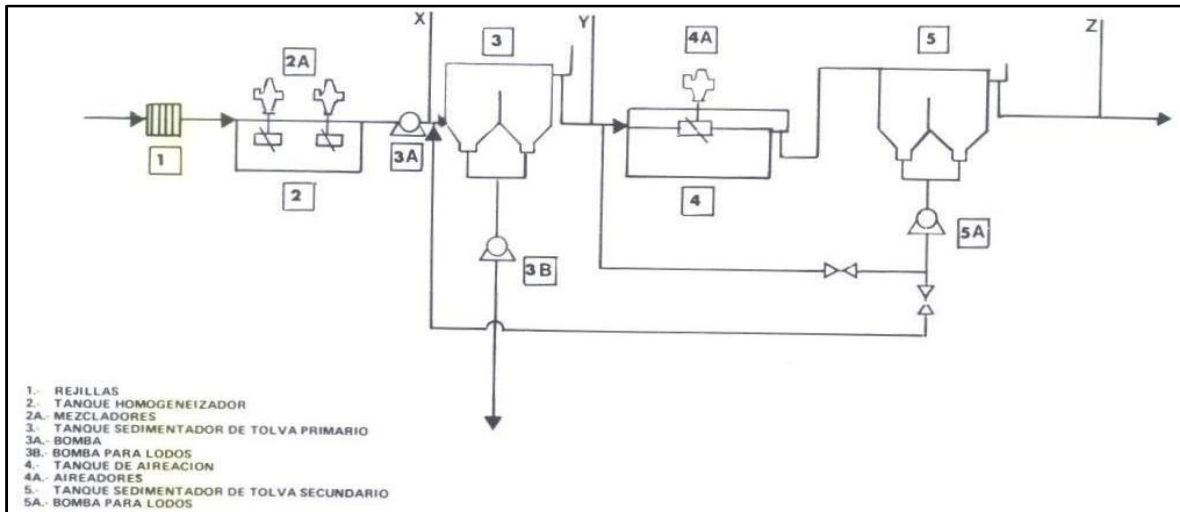 X
Y
Z
2A
3
4A
5
1
2
3A
4
5A
3B
1.- REJILLAS
2.- TANQUE HOMOGENEIZADOR
2A.- MEZCLADORES
3.- TANQUE SEDIMENTADOR DE TOLVA PRIMARIO
3A.- BOMBA
3B.- BOMBA PARA LODOS
4.- TANQUE DE AIREACION
4A.- AIREADORES
5.- TANQUE SEDIMENTADOR DE TOLVA SECUNDARIO
5A.- BOMBA PARA LODOS